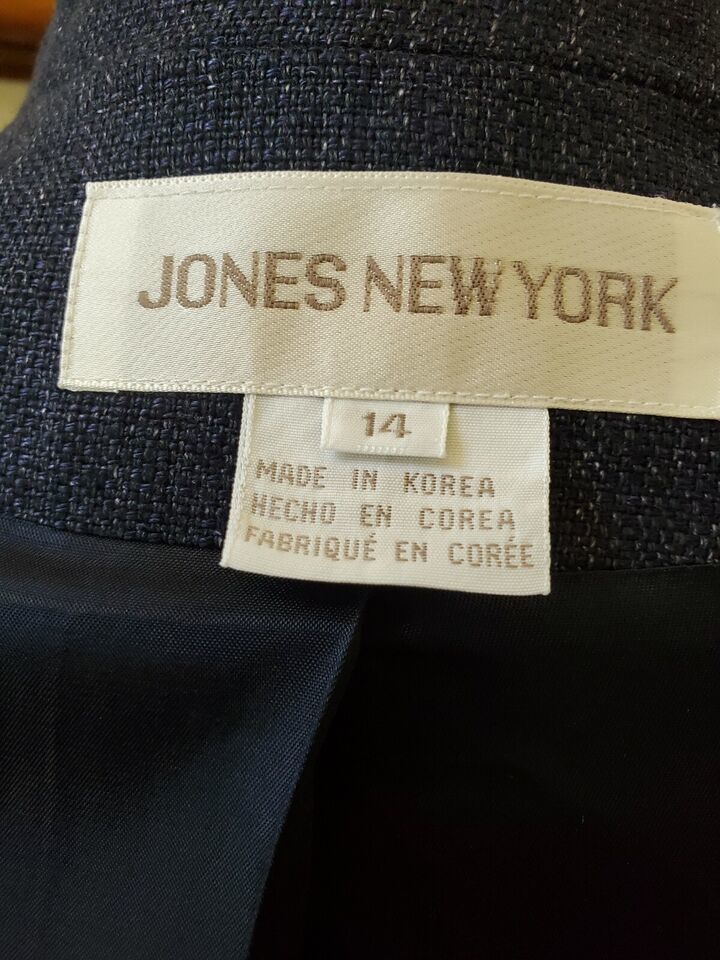 JONES NEW YORK
14
MADE IN KOREA
HECHO EN COREA
FABRIQUÉ EN CORÉE